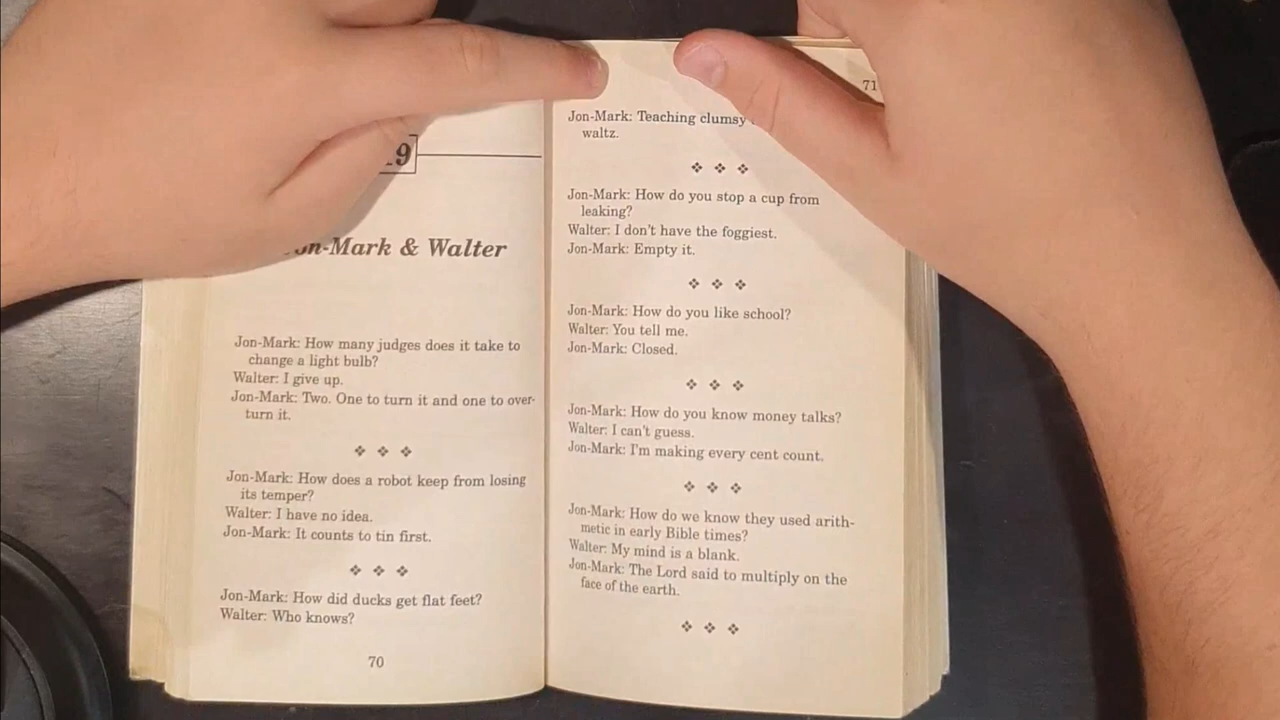 9
Jon-Mark & Walter
Jon-Mark: How many judges does it take to
change a light bulb?
Walter: I give up.
Jon-Mark: Two. One to turn it and one to over-
turn it.
Jon-Mark: How does a robot keep from losing
its temper?
Walter: I have no idea.
Jon-Mark: It counts to tin first.
Jon-Mark: How did ducks get flat feet?
Walter: Who knows?
70
71
Jon-Mark: Teaching clumsy
waltz.
Jon-Mark: How do you stop a cup from
leaking?
Walter: I don't have the foggiest.
Jon-Mark: Empty it.
Jon-Mark: How do you like school?
Walter: You tell me.
Jon-Mark: Closed.
Jon-Mark: How do you know money talks?
Walter: I can't guess.
Jon-Mark: I'm making every cent count.
Jon-Mark: How do we know they used arith-
metic in early Bible times?
Walter: My mind is a blank.
Jon-Mark: The Lord said to multiply on the
face of the earth.